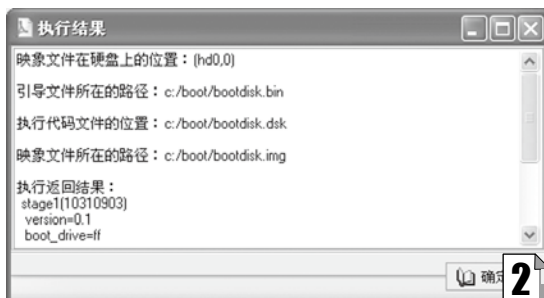 执行结果
映象文件在硬盘上的位置：(hd0,0)
引导文件所在的路径：c:/boot/bootdisk.bin
执行代码文件的位置：c:/boot/bootdisk.dsk
映象文件所在的路径：c:/boot/bootdisk.img
执行返回结果：
stage1(10310903)
version=0.1
boot_drive=ff
确
2